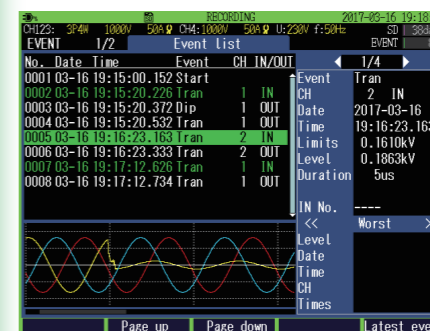 RECORDING 2017-03-16 19:18
CH123: 3P4W 1000V 50A CH4:1000V 50A U:230V f:50Hz SD
EVENT 1/2 Event List EVENT
No. Date Time Event CH IN/OUT
0001 03-16 19:15:00.152 Start
0002 03-16 19:15:20.226 Tran 1 IN
0003 03-16 19:15:20.372 Dip 1 OUT
0004 03-16 19:15:20.532 Tran 1 OUT
0005 03-16 19:16:23.163 Tran 2 IN
0006 03-16 19:16:23.333 Tran 2 OUT
0007 03-16 19:17:12.626 Tran 1 IN
0008 03-16 19:17:12.734 Tran 1 OUT
1/4
Event Tran
CH 2 IN
Date 2017-03-16
Time 19:16:23.163
Limits 0.1610kV
Level 0.1863kV
Duration 5us
IN No. ----
<< Worst
Level
Date
Time
CH
Times
Page up Page down Latest eve